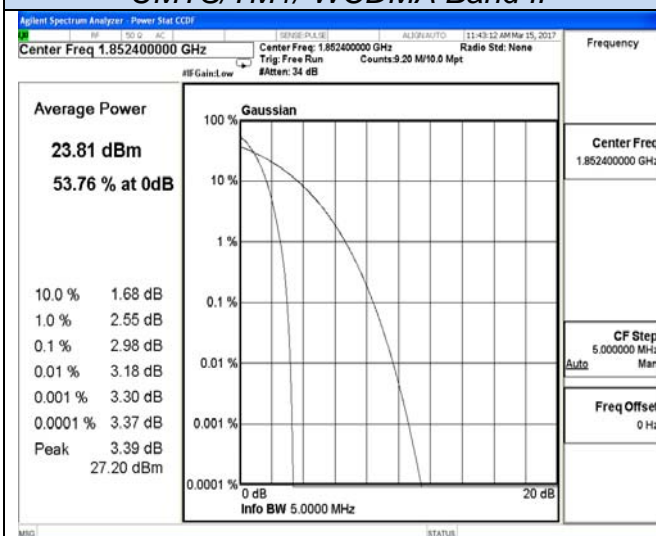 UMTS/TM1/ WCDMA Band II
Agilent Spectrum Analyzer - Power Stat CCDF
RF 50 Ω AC SENSE:PULSE ALIGN AUTO 11:43:12 AM Mar 15, 2017
Center Freq 1.852400000 GHz
Center Freq: 1.852400000 GHz Radio Std: None
Trig: Free Run Counts:9.20 M/10.0 Mpt
#IFGain:Low #Atten: 34 dB
Frequency
Average Power
23.81 dBm
53.76 % at 0dB
10.0 % 1.68 dB
1.0 % 2.55 dB
0.1 % 2.98 dB
0.01 % 3.18 dB
0.001 % 3.30 dB
0.0001 % 3.37 dB
Peak 3.39 dB
27.20 dBm
Gaussian
100 %
10 %
1 %
0.1 %
0.01 %
0.001 %
0.0001 %
0 dB 20 dB
Info BW 5.0000 MHz
Center Freq
1.852400000 GHz
CF Step
5.000000 MHz
Auto Man
Freq Offset
0 Hz
MSG STATUS